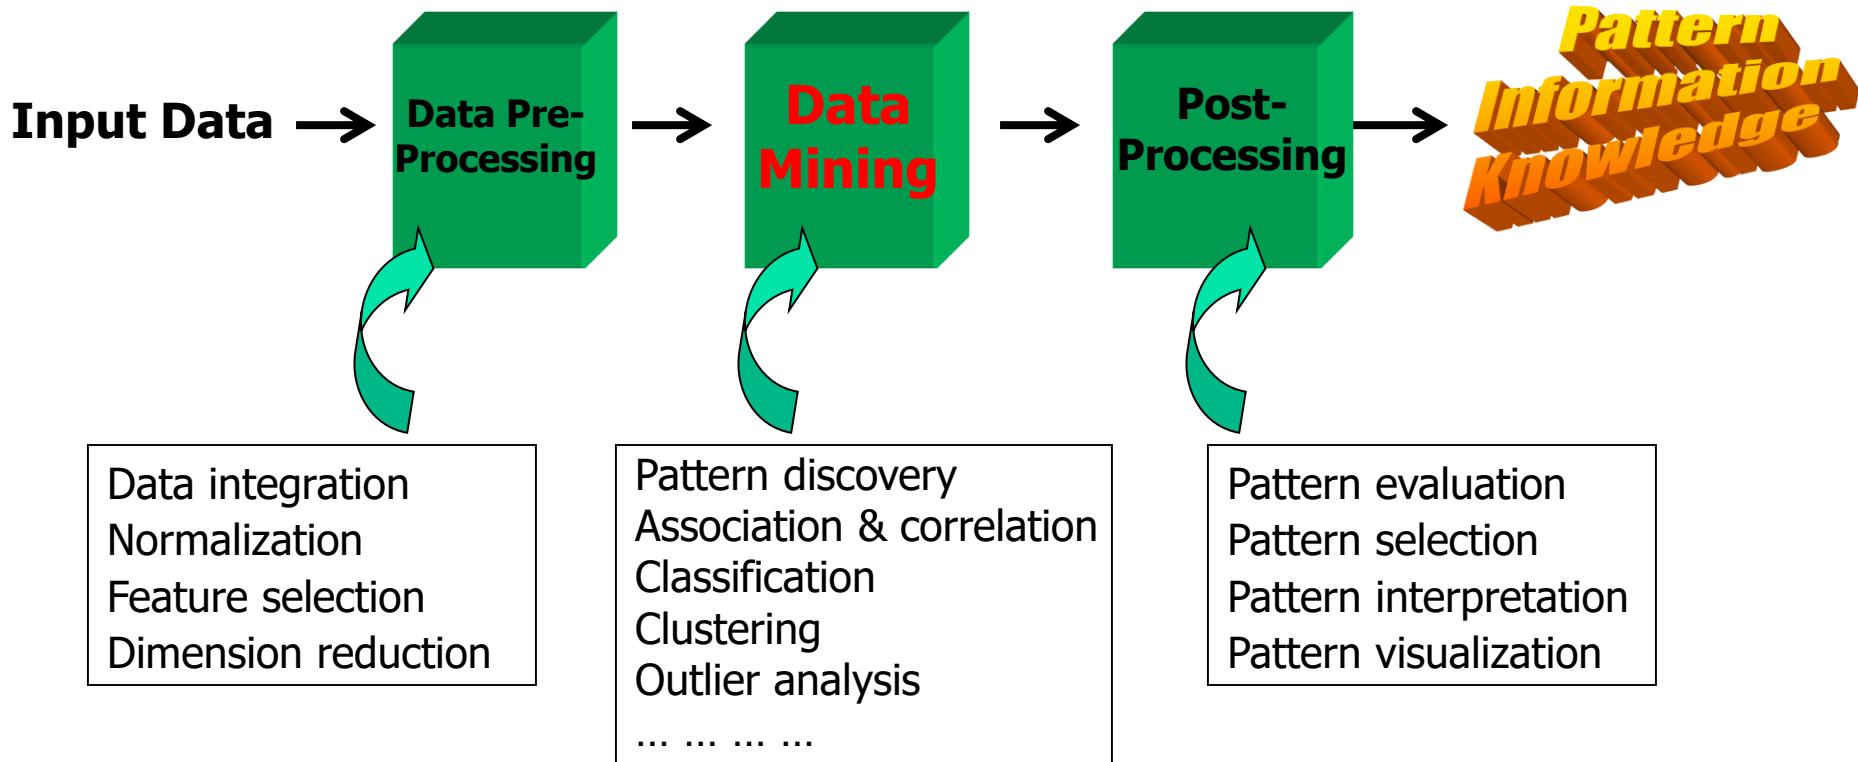 Input Data
Data Pre-
Processing
Data
Mining
Post-
Processing
Pattern
Information
Knowledge
Data integration
Normalization
Feature selection
Dimension reduction
Pattern discovery
Association & correlation
Classification
Clustering
Outlier analysis
… … … …
Pattern evaluation
Pattern selection
Pattern interpretation
Pattern visualization